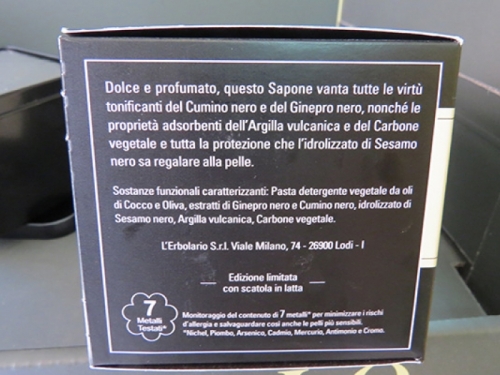 Dolce e profumato, questo Sapone vanta tutte le virtù
tonificanti del Cumino nero e del Ginepro nero, nonché le
proprietà adsorbenti dell'Argilla vulcanica e del Carbone
vegetale e tutta la protezione che l'idrolizzato di Sesamo
nero sa regalare alla pelle.
Sostanze funzionali caratterizzanti: Pasta detergente vegetale da oli
di Cocco e Oliva, estratti di Ginepro nero e Cumino nero, idrolizzato di
Sesamo nero, Argilla vulcanica, Carbone vegetale.
L'Erbolario S.r.l. Viale Milano, 74 - 26900 Lodi - I
Edizione limitata
con scatola in latta
7
Metalli
Testati*
Monitoraggio del contenuto di 7 metalli* per minimizzare i rischi
d'allergia e salvaguardare così anche le pelli più sensibili.
*Nichel, Piombo, Arsenico, Cadmio, Mercurio, Antimonio e Cromo.